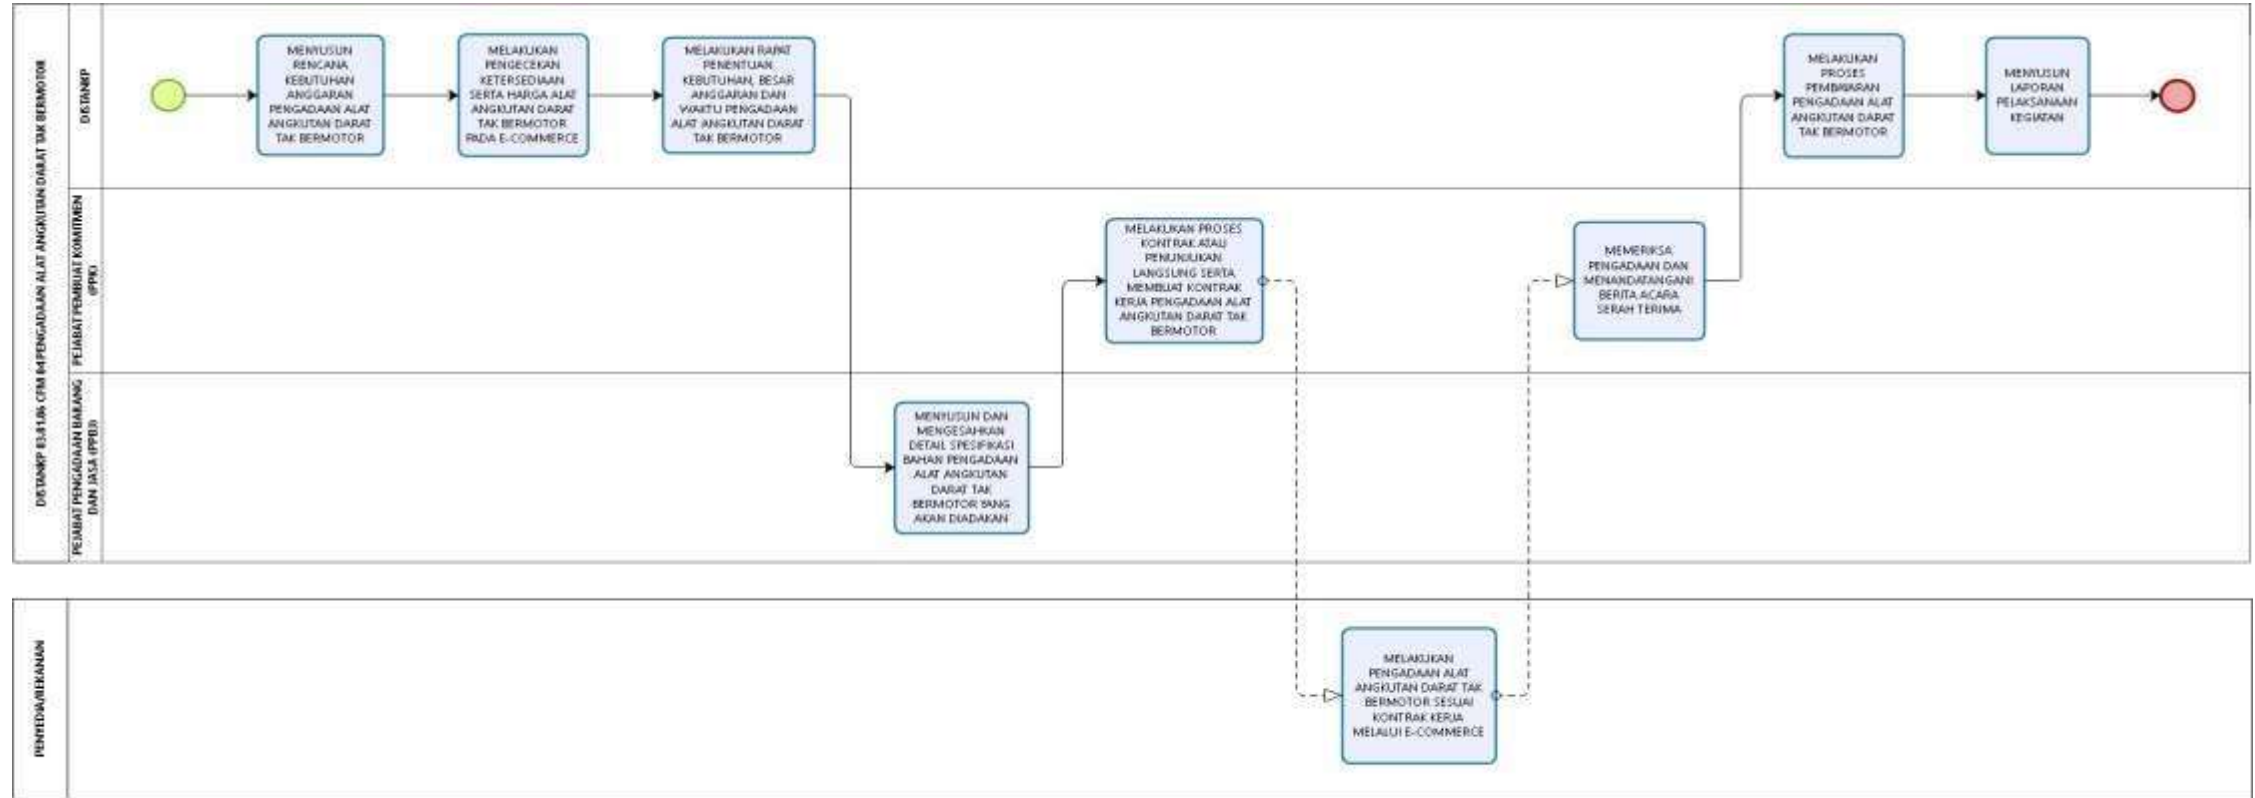 DISTANKP 03.01.06 CFM 04 PENGADAAN ALAT ANGKUTAN DARAT TAK BERMOTOR
DISTANKP
MENYUSUN
RENCANA
KEBUTUHAN
ANGGARAN
PENGADAAN ALAT
ANGKUTAN DARAT
TAK BERMOTOR
MELAKUKAN
PENGECEKAN
KETERSEDIAAN
SERTA HARGA ALAT
ANGKUTAN DARAT
TAK BERMOTOR
PADA E-COMMERCE
MELAKUKAN RAPAT
PENENTUAN
KEBUTUHAN, BESAR
ANGGARAN DAN
WAKTU PENGADAAN
ALAT ANGKUTAN DARAT
TAK BERMOTOR
MELAKUKAN
PROSES
PEMBAYARAN
PENGADAAN ALAT
ANGKUTAN DARAT
TAK BERMOTOR
MENYUSUN
LAPORAN
PELAKSANAAN
KEGIATAN
PEJABAT PEMBUAT KOMITMEN
(PPK)
MELAKUKAN PROSES
KONTRAK ATAU
PENUNJUKAN
LANGSUNG SERTA
MEMBUAT KONTRAK
KERJA PENGADAAN ALAT
ANGKUTAN DARAT TAK
BERMOTOR
MEMERIKSA
PENGADAAN DAN
MENANDATANGANI
BERITA ACARA
SERAH TERIMA
PEJABAT PENGADAAN BARANG
DAN JASA (PPBJ)
MENYUSUN DAN
MENGESAHKAN
DETAIL SPESIFIKASI
BAHAN PENGADAAN
ALAT ANGKUTAN
DARAT TAK
BERMOTOR YANG
AKAN DIADAKAN
PENYEDIA/REKANAN
MELAKUKAN
PENGADAAN ALAT
ANGKUTAN DARAT TAK
BERMOTOR SESUAI
KONTRAK KERJA
MELALUI E-COMMERCE